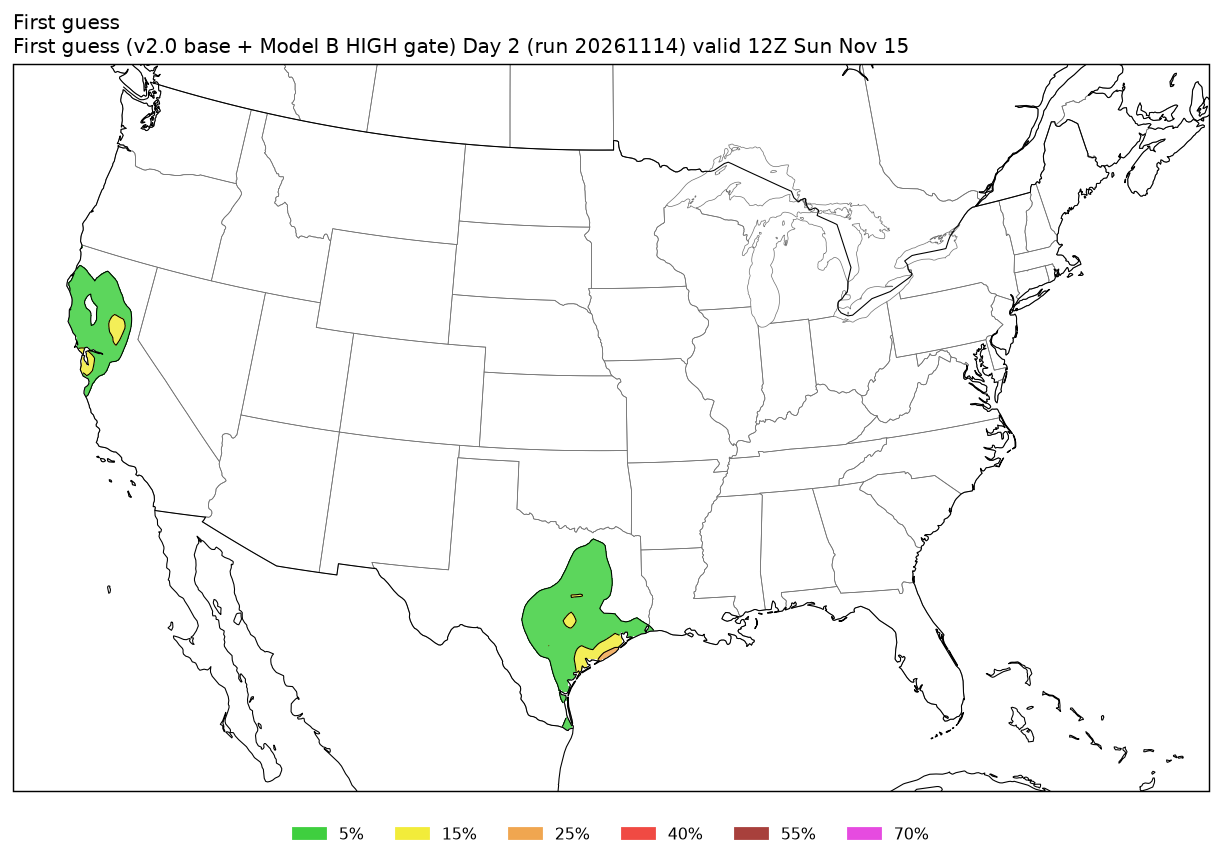 First guess
First guess (v2.0 base + Model B HIGH gate) Day 2 (run 20261114) valid 12Z Sun Nov 15
5% 15% 25% 40% 55% 70%